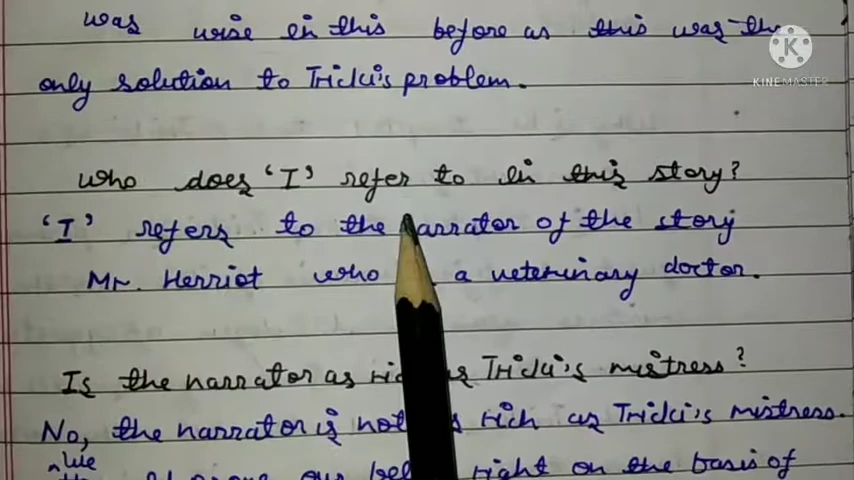 was wise in this before as this was the
only solution to Tricki's problem.
who does 'I' refer to in this story?
'I' refers to the narrator of the story
Mr. Herriot who a veterinary doctor.
Is the narrator as Tricki's mistress?
No, the narrator is not rich as Tricki's mistress.
We
our right on the basis of
K
KINEMASTER